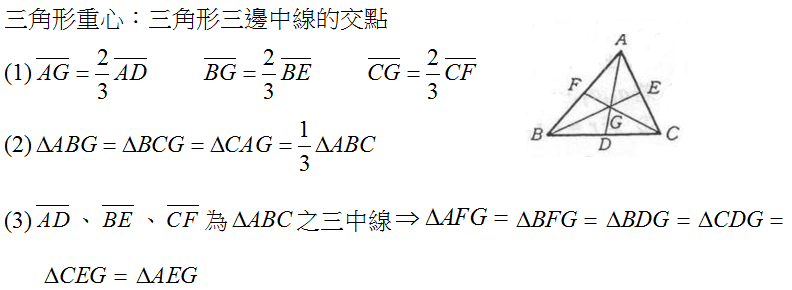 三角形重心：三角形三邊中線的交點
(1) $\overline{AG} = \frac{2}{3}\overline{AD}$  $\overline{BG} = \frac{2}{3}\overline{BE}$  $\overline{CG} = \frac{2}{3}\overline{CF}$
(2) $\Delta ABG = \Delta BCG = \Delta CAG = \frac{1}{3}\Delta ABC$
(3) $\overline{AD}$、$\overline{BE}$、$\overline{CF}$ 為 $\Delta ABC$ 之三中線 $\Rightarrow \Delta AFG = \Delta BFG = \Delta BDG = \Delta CDG =$
$\Delta CEG = \Delta AEG$
A
F
E
G
B
D
C